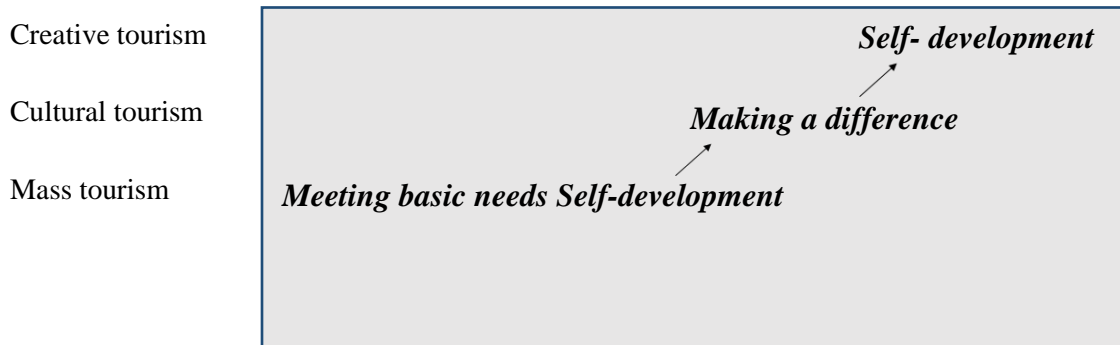 Creative tourism Self- development
Cultural tourism Making a difference
Mass tourism Meeting basic needs Self-development